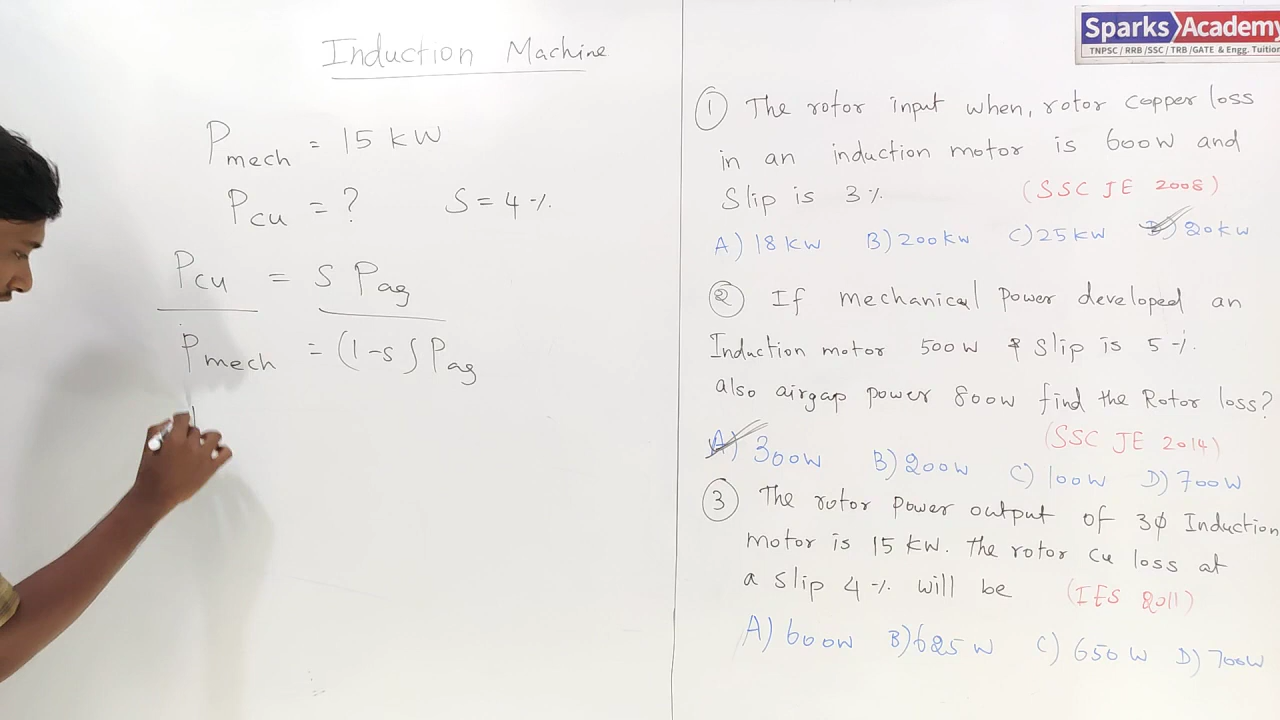 Induction Machine
Pmech = 15 KW
Pcu = ? S = 4 %.
Pcu = S Pag
Pmech = (1-s) Pag
Sparks Academy
TNPSC / RRB / SSC / TRB / GATE & Engg. Tuition
① The rotor input when, rotor copper loss
in an induction motor is 600W and
Slip is 3% (SSC JE 2008)
A) 18 KW B) 200 KW C) 25 KW D) 20 KW
② If mechanical Power developed an
Induction motor 500 W & Slip is 5 %.
also airgap power 800W find the Rotor loss?
(SSC JE 2014)
A) 300W B) 200W C) 100W D) 700W
③ The rotor Power output of 3φ Induction
motor is 15 KW. The rotor Cu loss at
a Slip 4% will be (IES 2011)
A) 600W B) 625 W C) 650 W D) 700W